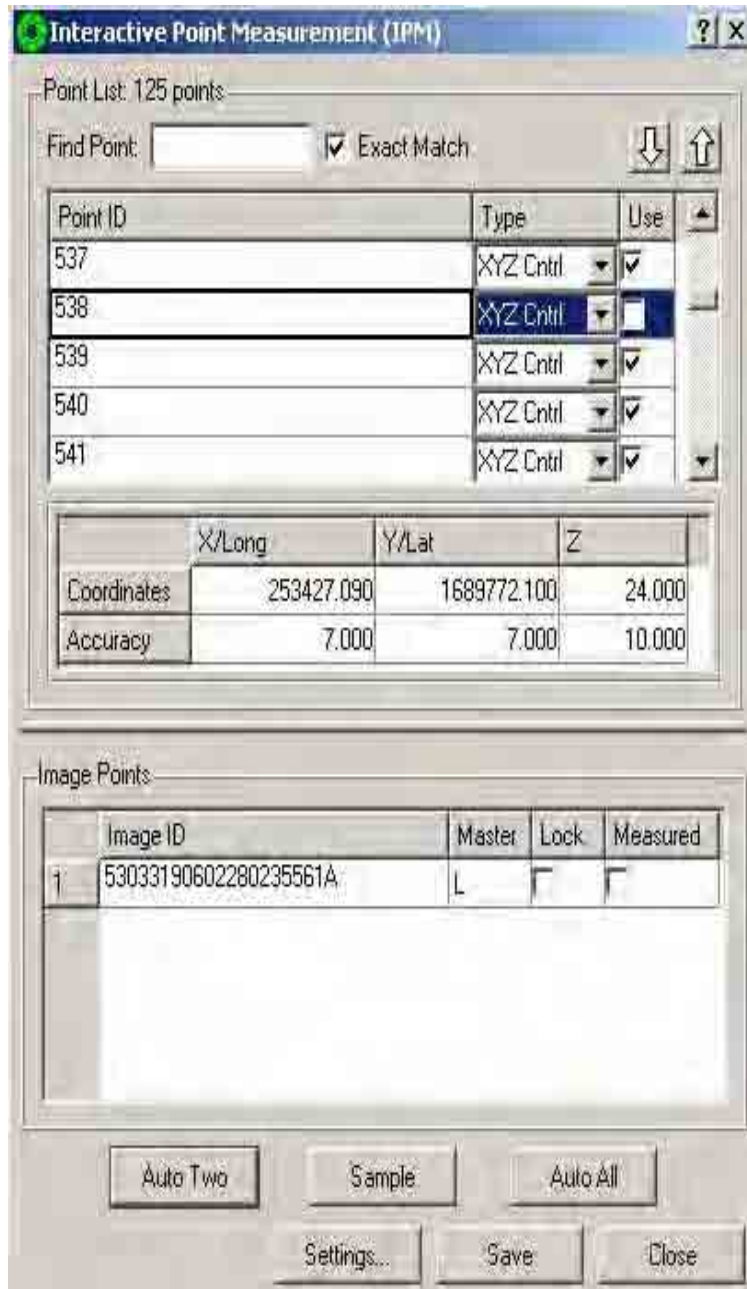 Interactive Point Measurement (IPM) ? X
Point List: 125 points
Find Point: Exact Match
Point ID Type Use
537 XYZ Cntrl
538 XYZ Cntrl
539 XYZ Cntrl
540 XYZ Cntrl
541 XYZ Cntrl
X/Long Y/Lat Z
Coordinates 253427.090 1689772.100 24.000
Accuracy 7.000 7.000 10.000
Image Points
Image ID Master Lock Measured
1 53033190602280235561A L
Auto Two Sample Auto All
Settings... Save Close